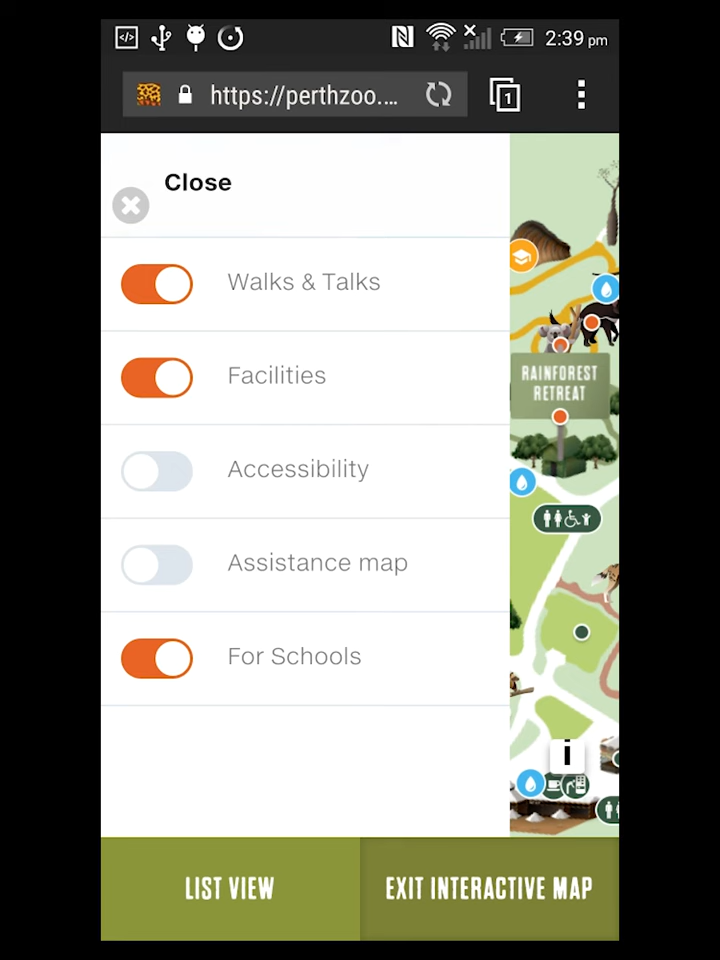 2:39 pm
https://perthzoo....
1
Close
Walks & Talks
Facilities
Accessibility
Assistance map
For Schools
RAINFOREST
RETREAT
i
LIST VIEW
EXIT INTERACTIVE MAP